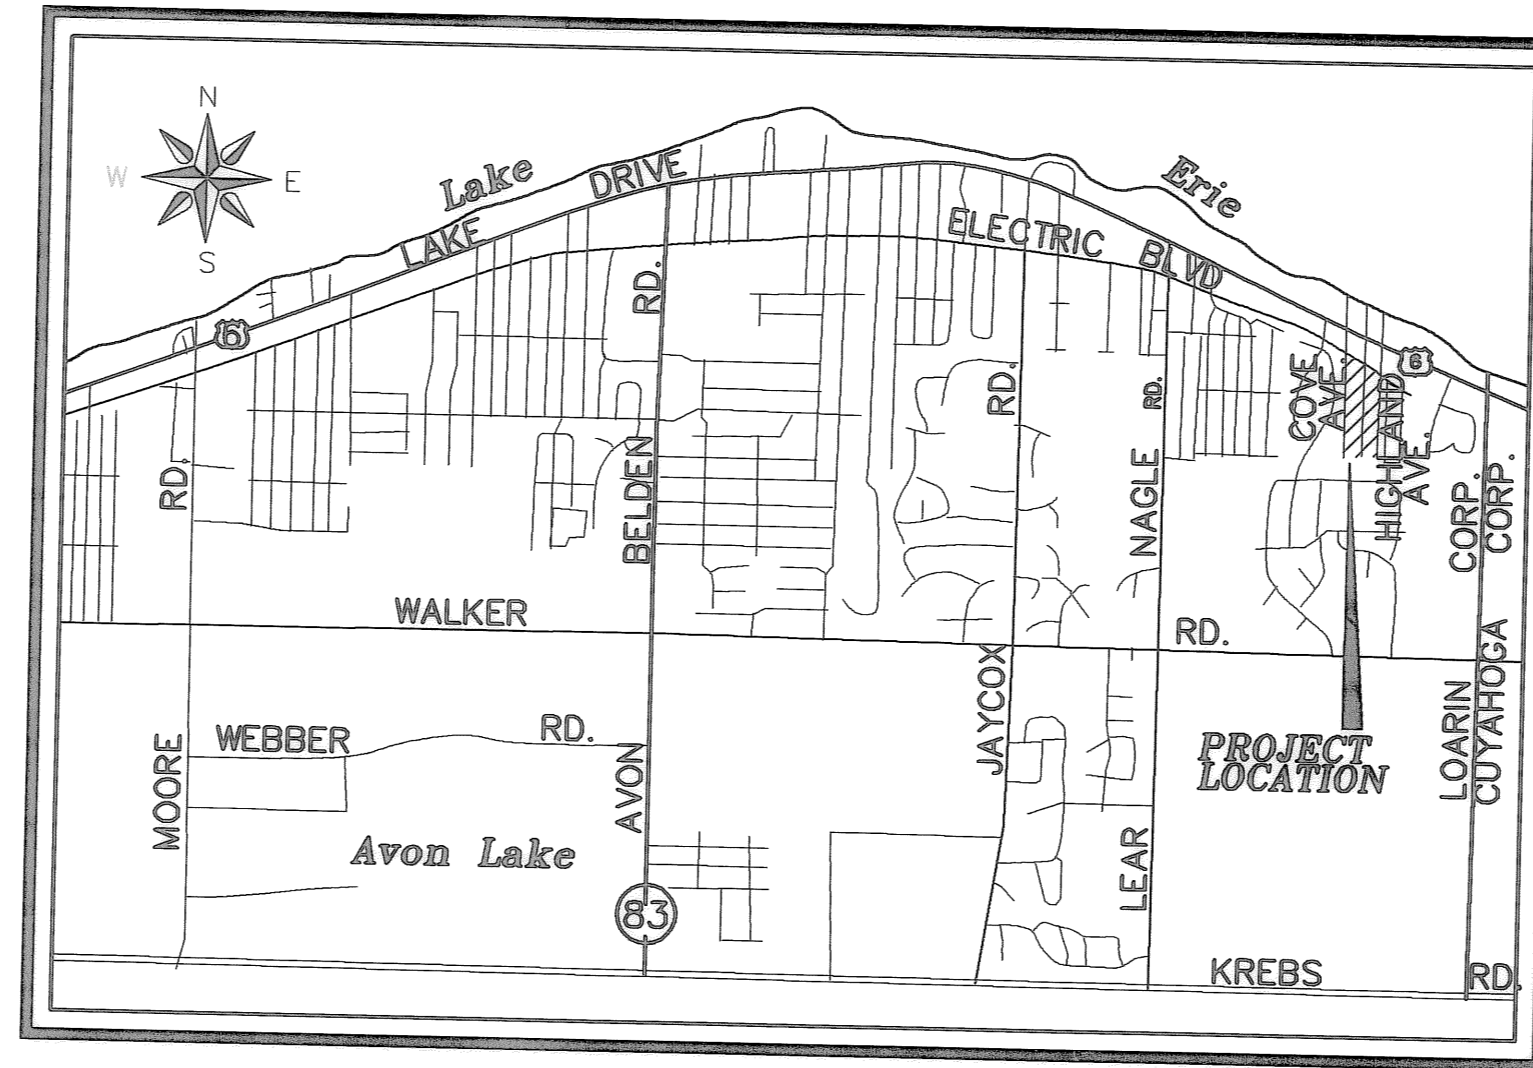 N
W E
S
Lake Erie
LAKE DRIVE
ELECTRIC BLVD
6
6
RD.
RD.
RD.
RD.
COVE AVE.
HIGHLAND AVE.
BELDEN
NAGLE
CORP.
CORP.
WALKER RD.
MOORE
WEBBER RD.
AVON
JAYCOX
LEAR
LOARIN
CUYAHOGA
PROJECT
LOCATION
Avon Lake
83
KREBS RD.